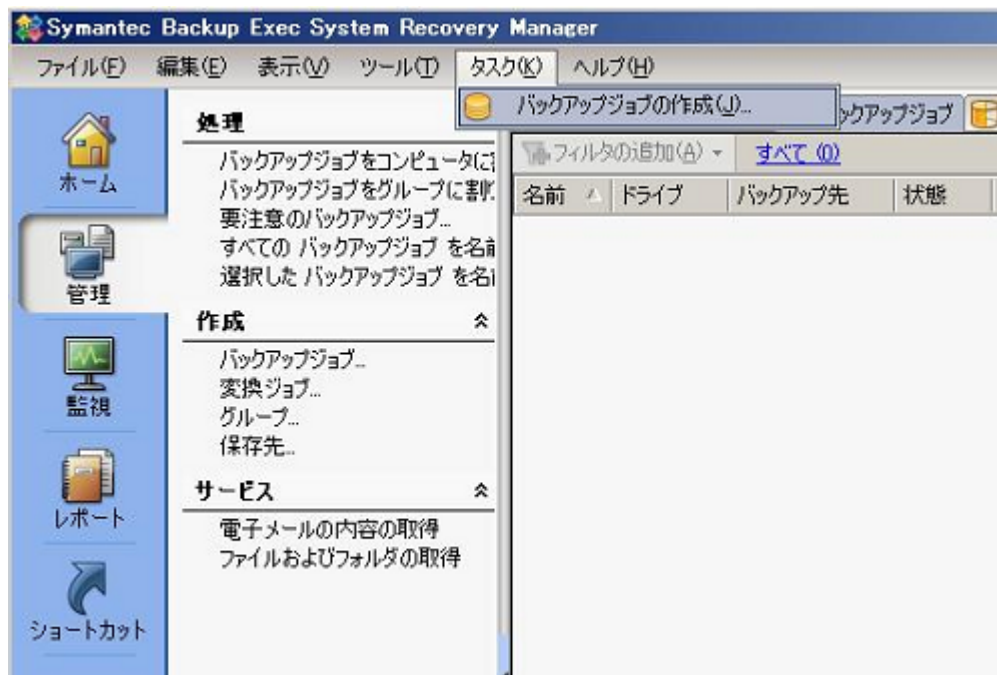 Symantec Backup Exec System Recovery Manager
ファイル(F) 編集(E) 表示(V) ツール(T) タスク(K) ヘルプ(H)
バックアップジョブの作成(J)...
ックアップジョブ
フィルタの追加(A) すべて (0)
名前 ドライブ バックアップ先 状態
ホーム
管理
監視
レポート
ショートカット
処理
バックアップジョブをコンピュータに
バックアップジョブをグループに割
要注意のバックアップジョブ...
すべての バックアップジョブ を名前
選択した バックアップジョブ を名
作成
バックアップジョブ...
変換ジョブ...
グループ...
保存先...
サービス
電子メールの内容の取得
ファイルおよびフォルダの取得